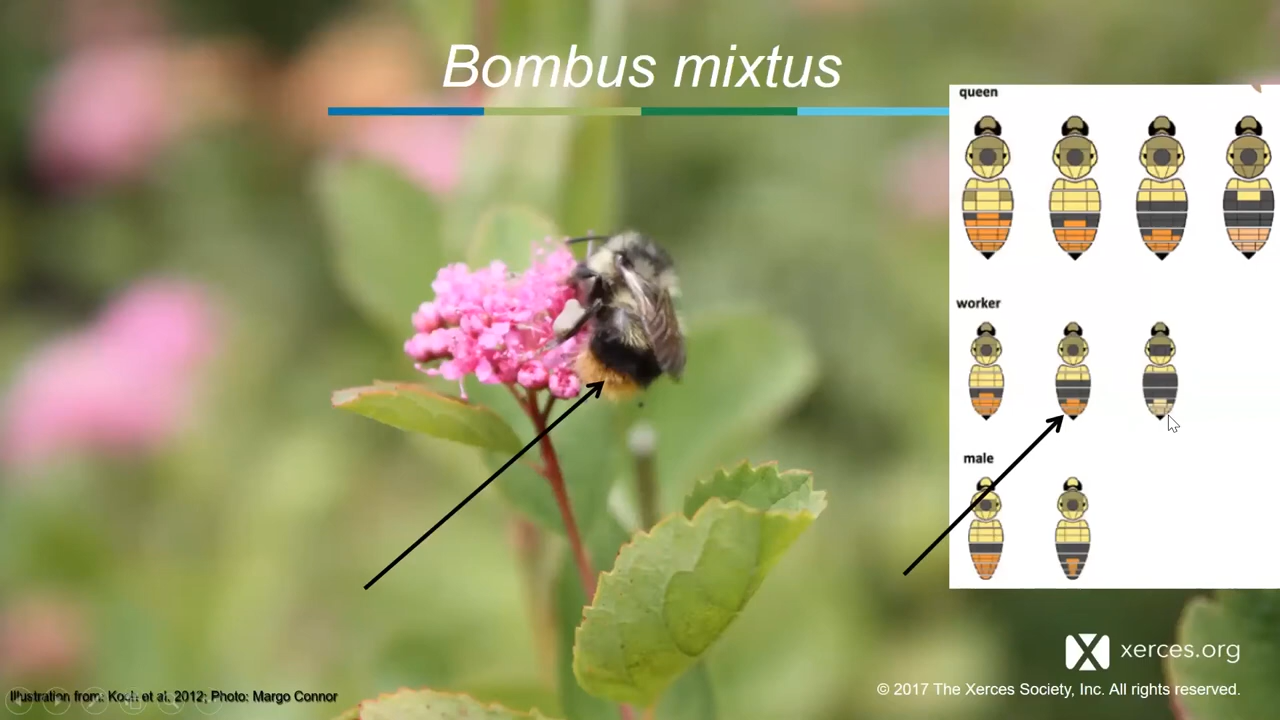 Bombus mixtus
queen
worker
male
xerces.org
© 2017 The Xerces Society, Inc. All rights reserved.
Illustration from: Koch et al. 2012; Photo: Margo Connor